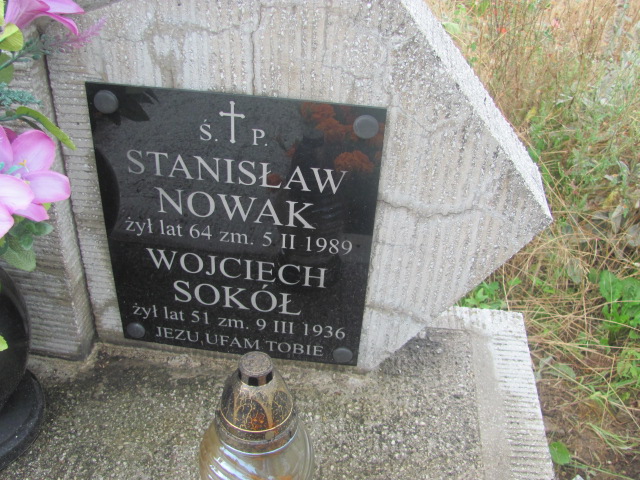 Ś. P.
STANISŁAW
NOWAK
żył lat 64 zm. 5 II 1989
WOJCIECH
SOKÓŁ
żył lat 51 zm. 9 III 1936
JEZU, UFAM TOBIE